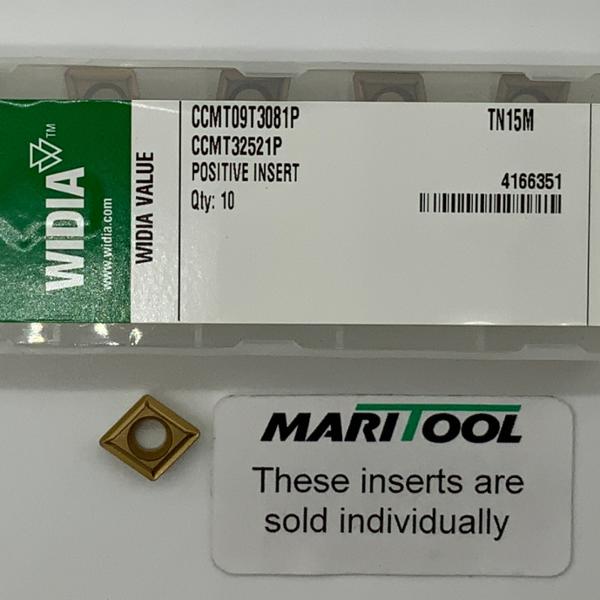 WIDIA™
www.widia.com
WIDIA VALUE
CCMT09T3081P
CCMT32521P
POSITIVE INSERT
Qty: 10
TN15M
4166351
MARITOOL
These inserts are
sold individually